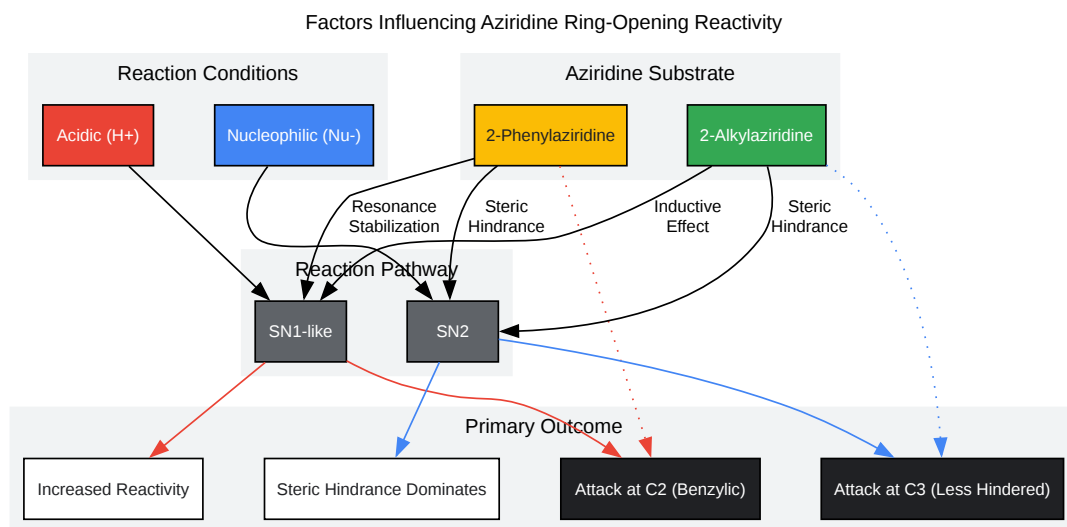 Factors Influencing Aziridine Ring-Opening Reactivity
Reaction Conditions
Aziridine Substrate
Acidic (H+)
Nucleophilic (Nu-)
2-Phenylaziridine
2-Alkylaziridine
Resonance
Stabilization
Steric
Hindrance
Inductive
Effect
Steric
Hindrance
Reaction Pathway
SN1-like
SN2
Primary Outcome
Increased Reactivity
Steric Hindrance Dominates
Attack at C2 (Benzylic)
Attack at C3 (Less Hindered)